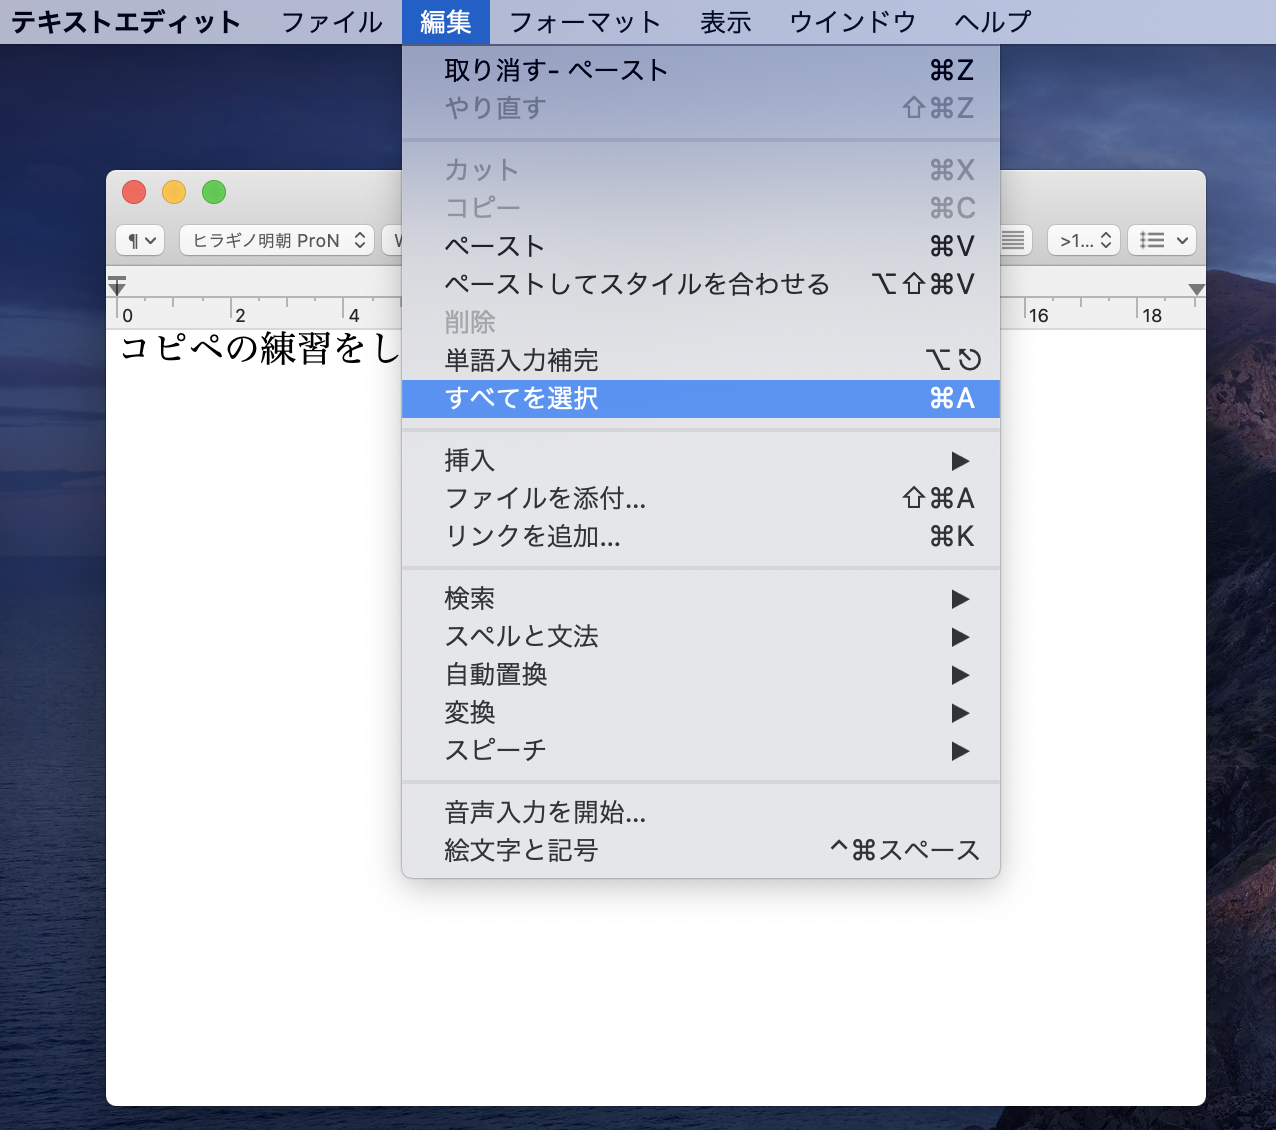 テキストエディット ファイル 編集 フォーマット 表示 ウインドウ ヘルプ
取り消す- ペースト ⌘Z
やり直す ⇧⌘Z
カット ⌘X
コピー ⌘C
ペースト ⌘V
ペーストしてスタイルを合わせる ⌥⇧⌘V
削除
単語入力補完 ⌥⎋
すべてを選択 ⌘A
挿入 ▶
ファイルを添付... ⇧⌘A
リンクを追加... ⌘K
検索 ▶
スペルと文法 ▶
自動置換 ▶
変換 ▶
スピーチ ▶
音声入力を開始...
絵文字と記号 ^⌘スペース
¶ ヒラギノ明朝 ProN >1...
0 2 4 16 18
コピペの練習をし